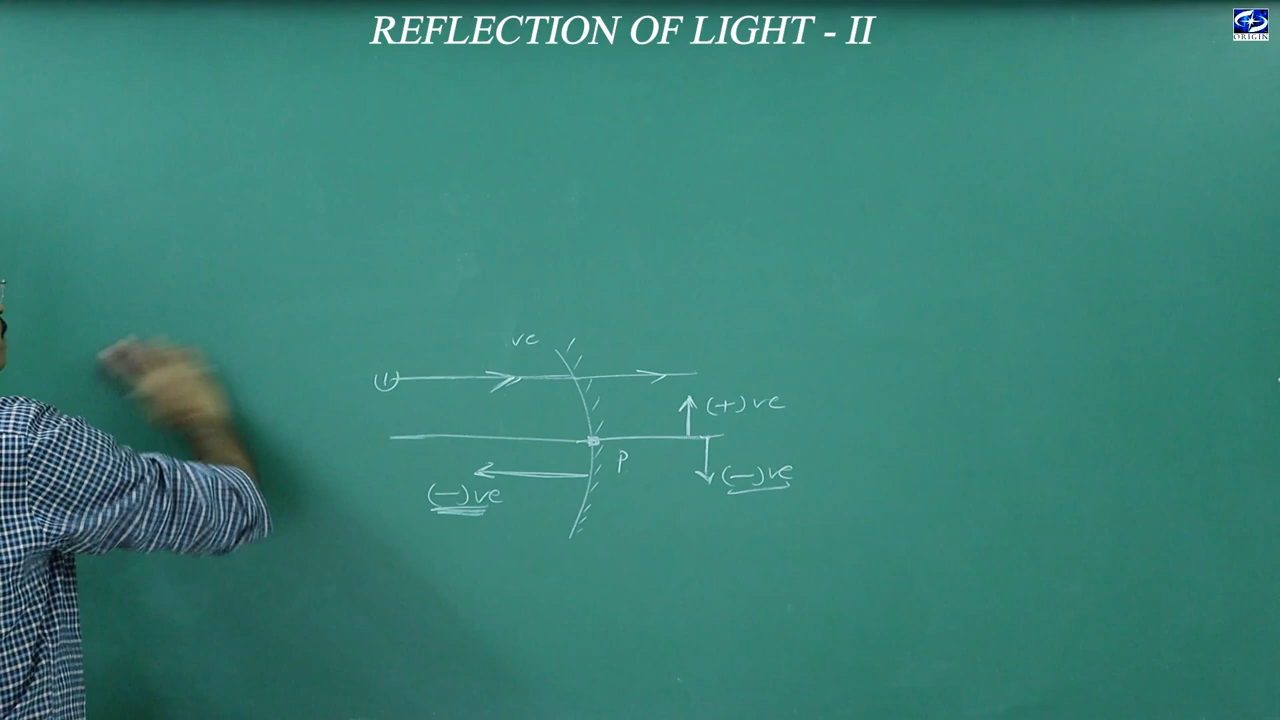 REFLECTION OF LIGHT - II
ORIGIN
ve
1
(+)ve
P
(-)ve
(-)ve